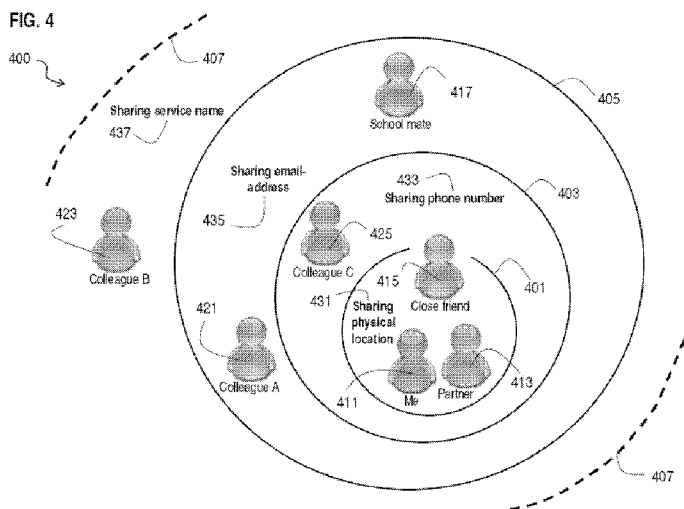 FIG. 4
407
400
Sharing service name
437
417
School mate
405
Sharing email-
address
435
433
Sharing phone number
403
423
Colleague B
425
Colleague C
415
Close friend
401
431
Sharing
physical
location
421
Colleague A
411
Me
Partner
413
407